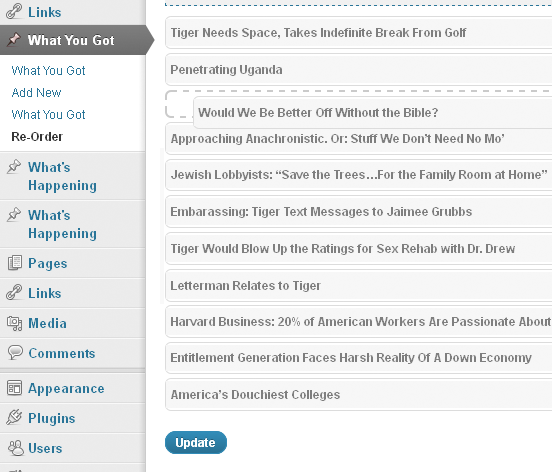 Links
What You Got
What You Got
Add New
What You Got
Re-Order
What's
Happening
What's
Happening
Pages
Links
Media
Comments
Appearance
Plugins
Users
Tiger Needs Space, Takes Indefinite Break From Golf
Penetrating Uganda
Would We Be Better Off Without the Bible?
Approaching Anachronistic. Or: Stuff We Don't Need No Mo'
Jewish Lobbyists: “Save the Trees…For the Family Room at Home”
Embarassing: Tiger Text Messages to Jaimee Grubbs
Tiger Would Blow Up the Ratings for Sex Rehab with Dr. Drew
Letterman Relates to Tiger
Harvard Business: 20% of American Workers Are Passionate About
Entitlement Generation Faces Harsh Reality Of A Down Economy
America's Douchiest Colleges
Update